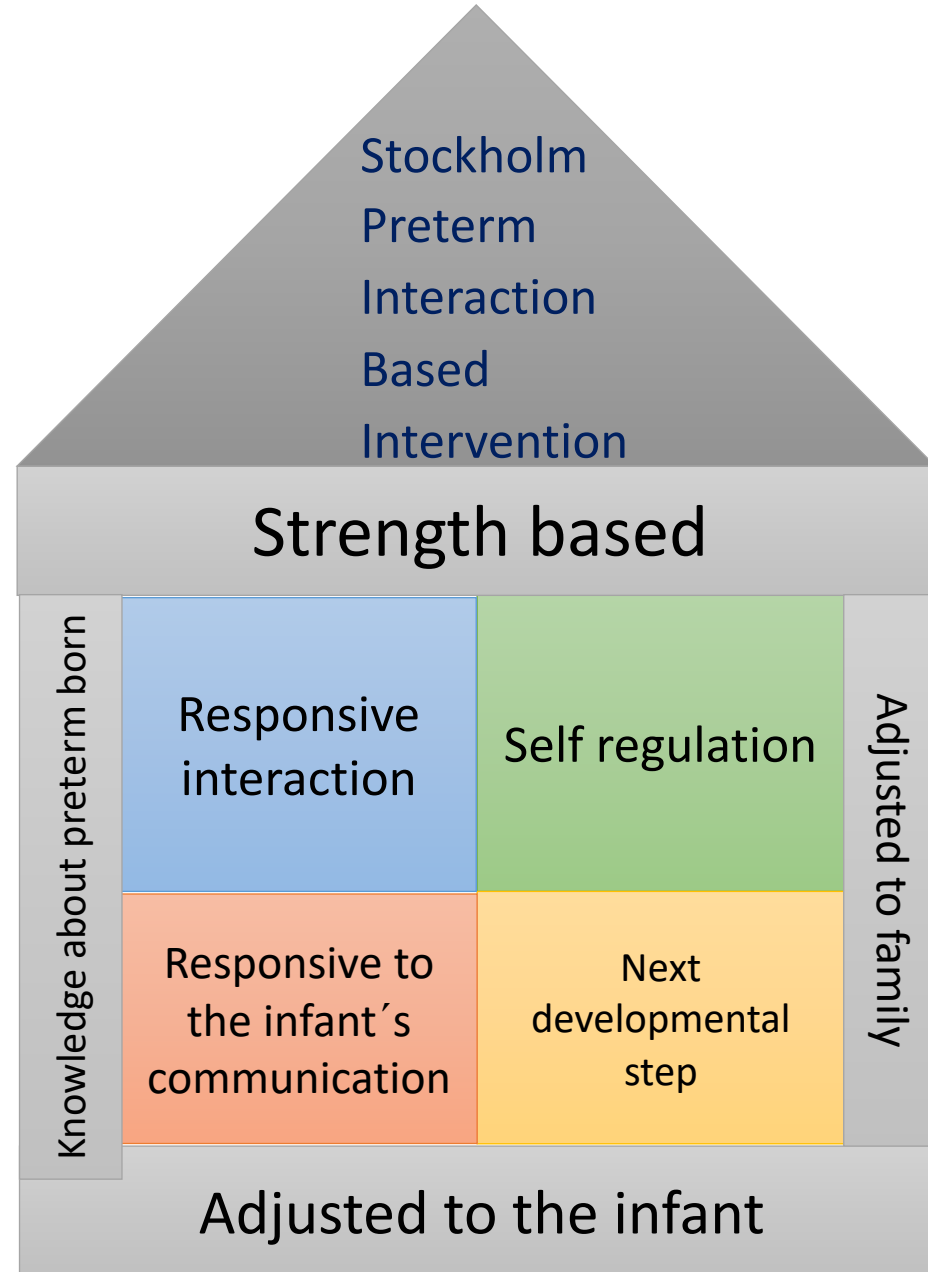 Stockholm
Preterm
Interaction
Based
Intervention
Strength based
Knowledge about preterm born
Responsive
interaction
Self regulation
Adjusted to family
Responsive to
the infant´s
communication
Next
developmental
step
Adjusted to the infant